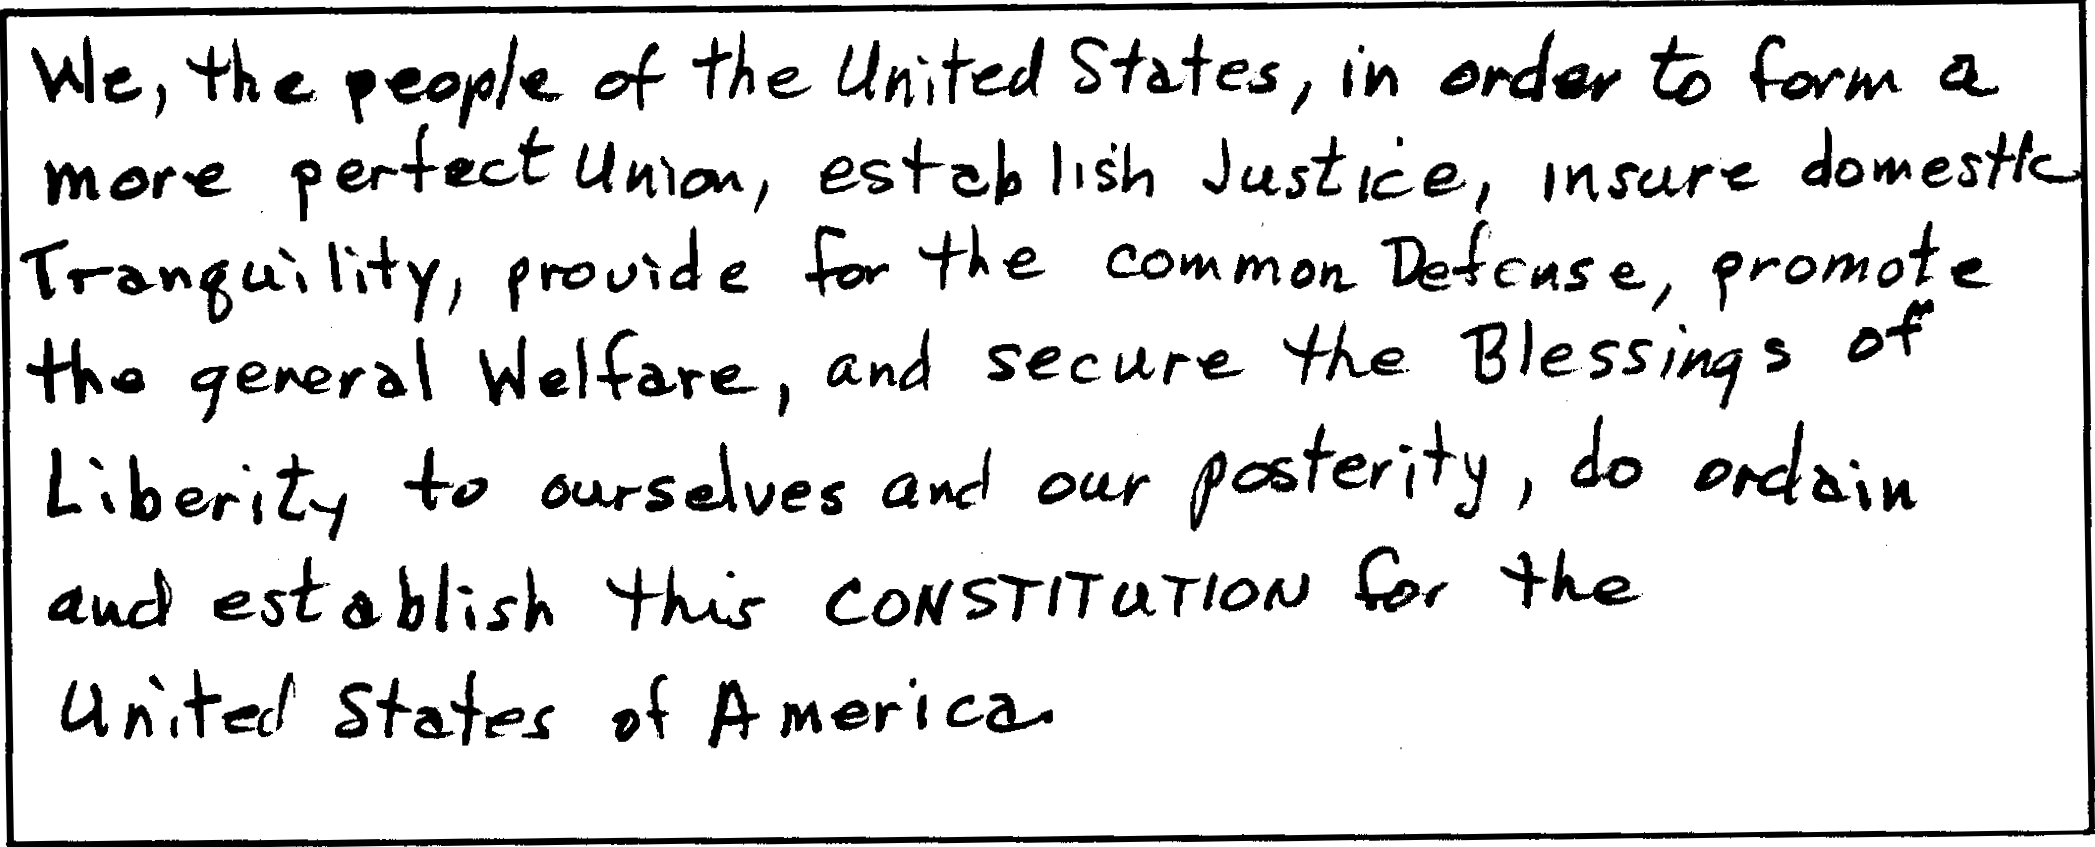 We, the people of the United States, in order to form a
more perfect Union, establish Justice, insure domestic
Tranquility, provide for the common Defense, promote
the general Welfare, and secure the Blessings of
Liberity to ourselves and our posterity, do ordain
and establish this CONSTITUTION for the
United States of America.